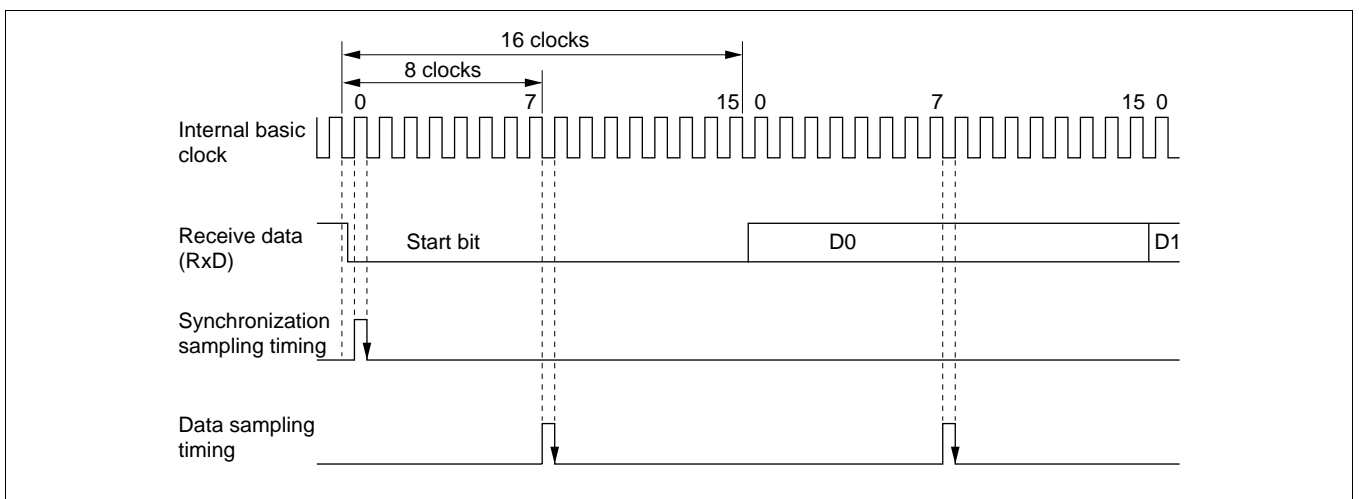 16 clocks
8 clocks
0 7 15 0 7 15 0
Internal basic
clock
Receive data
(RxD)
Start bit D0 D1
Synchronization
sampling timing
Data sampling
timing